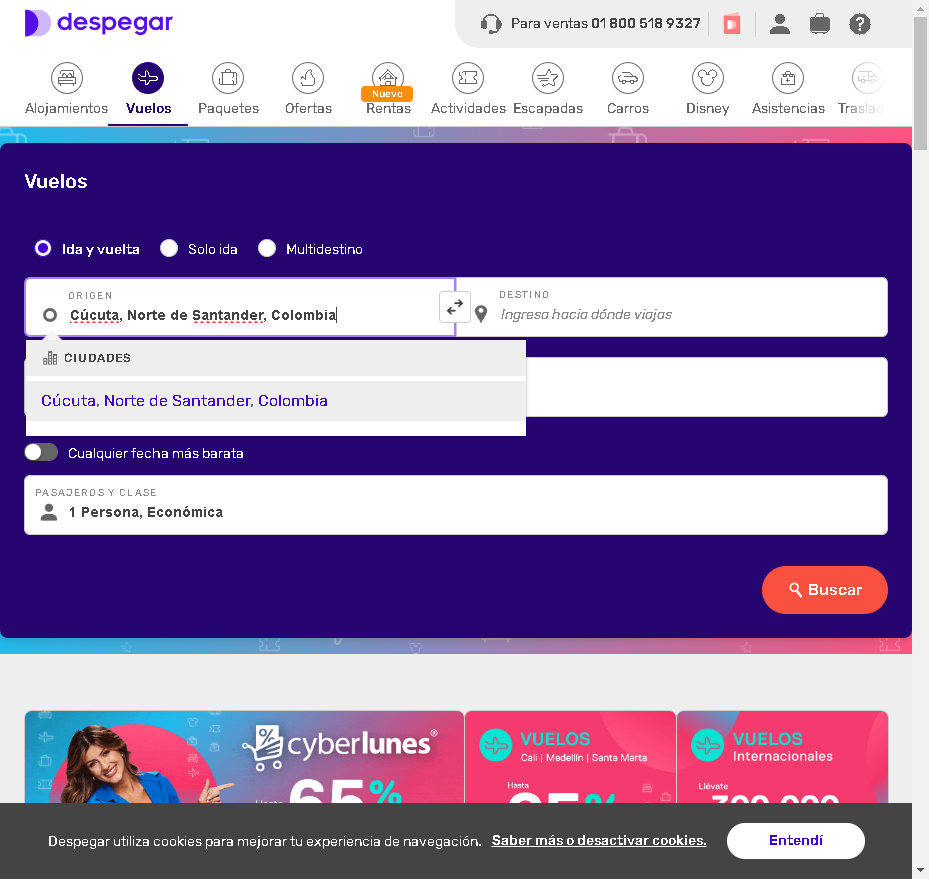 despegar
Para ventas 01 800 518 9327
Alojamientos
Vuelos
Paquetes
Ofertas
Nuevo
Rentas
Actividades
Escapadas
Carros
Disney
Asistencias
Traslad
Vuelos
Ida y vuelta
Solo ida
Multidestino
ORIGEN
Cúcuta, Norte de Santander, Colombia
DESTINO
Ingresa hacia dónde viajas
CIUDADES
Cúcuta, Norte de Santander, Colombia
Cualquier fecha más barata
PASAJEROS Y CLASE
1 Persona, Económica
Buscar
cyberlunes®
Hasta 65%
VUELOS
Cali | Medellín | Santa Marta
Hasta
VUELOS
Internacionales
Llévate
Despegar utiliza cookies para mejorar tu experiencia de navegación. Saber más o desactivar cookies.
Entendí